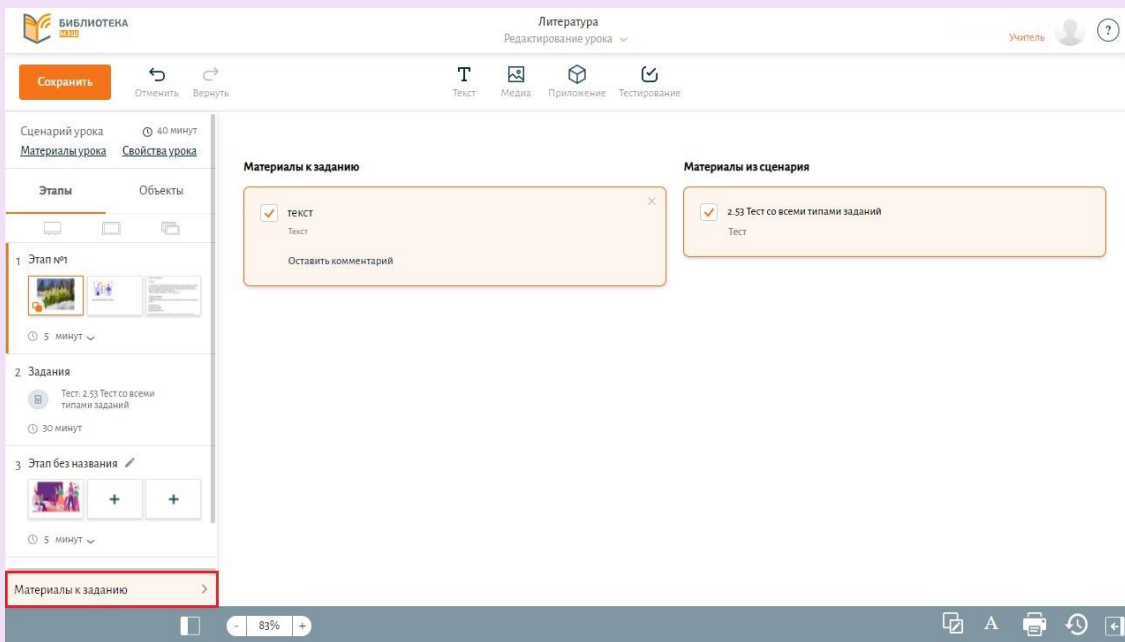 БИБЛИОТЕКА
МЭШ
Литература
Редактирование урока
Учитель
?
Сохранить
Отменить
Вернуть
T
Текст
Медиа
Приложение
Тестирование
Сценарий урока
40 минут
Материалы урока
Свойства урока
Этапы
Объекты
1 Этап №1
5 минут
2 Задания
Тест: 2.53 Тест со всеми
типами заданий
30 минут
3 Этап без названия
+ +
5 минут
Материалы к заданию
Материалы к заданию
текст
Текст
Оставить комментарий
Материалы из сценария
2.53 Тест со всеми типами заданий
Тест
- 83% +
A